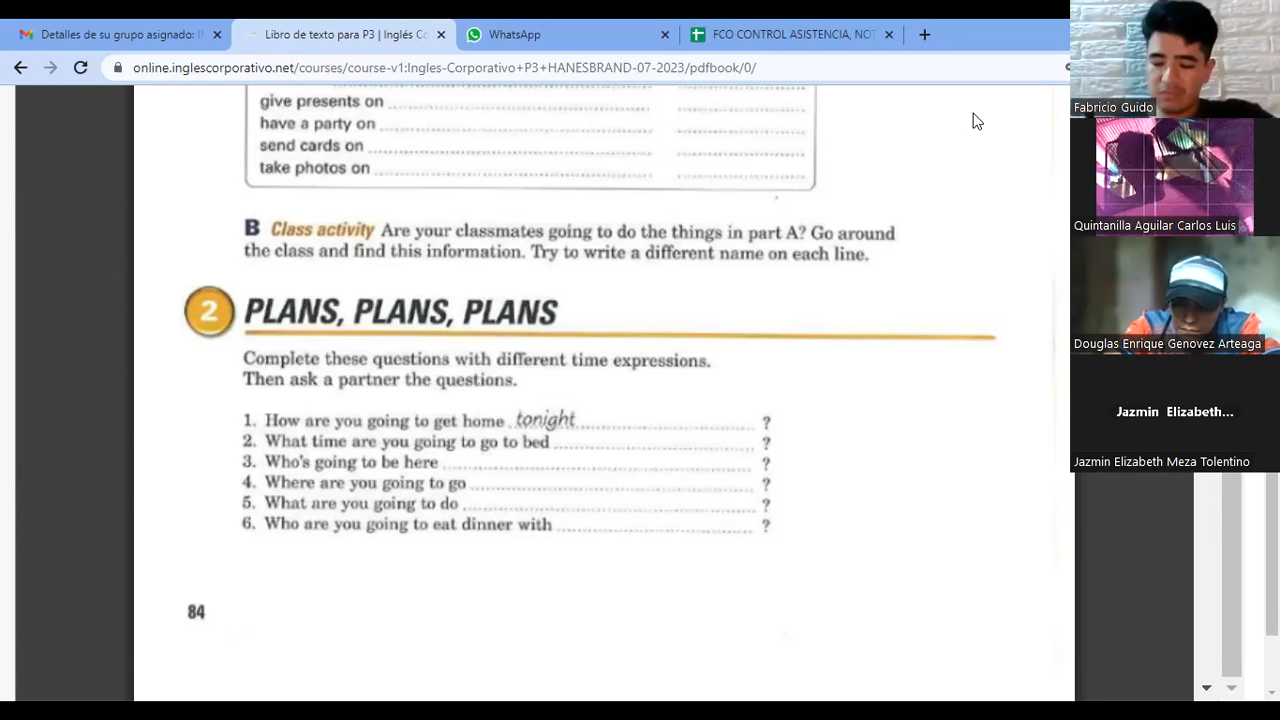 Detalles de su grupo asignado: I
Libro de texto para P3 | Ingles C
WhatsApp
FCO CONTROL ASISTENCIA, NOT
online.inglescorporativo.net/courses/course-v1:Ingles-Corporativo+P3+HANESBRAND-07-2023/pdfbook/0/
give presents on
have a party on
send cards on
take photos on
B Class activity Are your classmates going to do the things in part A? Go around
the class and find this information. Try to write a different name on each line.
2 PLANS, PLANS, PLANS
Complete these questions with different time expressions.
Then ask a partner the questions.
1. How are you going to get home tonight ?
2. What time are you going to go to bed ?
3. Who's going to be here ?
4. Where are you going to go ?
5. What are you going to do ?
6. Who are you going to eat dinner with ?
84
Fabricio Guido
Quintanilla Aguilar Carlos Luis
Douglas Enrique Genovez Arteaga
Jazmin Elizabeth...
Jazmin Elizabeth Meza Tolentino